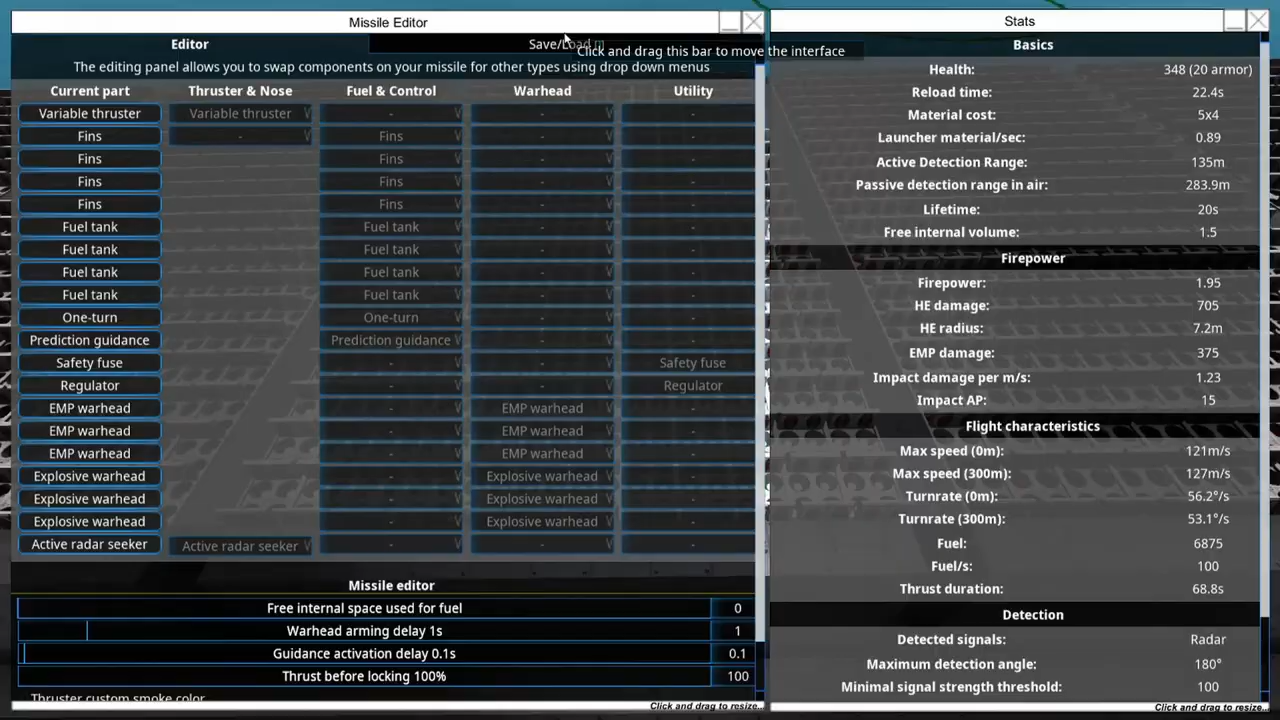 Missile Editor
Editor
Save/Load
Click and drag this bar to move the interface
The editing panel allows you to swap components on your missile for other types using drop down menus
Current part Thruster & Nose Fuel & Control Warhead Utility
Variable thruster Variable thruster V - V - V -
Fins - V Fins V - V -
Fins Fins V - V -
Fins Fins V - V -
Fins Fins V - V -
Fuel tank Fuel tank V - V -
Fuel tank Fuel tank V - V -
Fuel tank Fuel tank V - V -
Fuel tank Fuel tank V - V -
One-turn One-turn V - V -
Prediction guidance Prediction guidance V - V -
Safety fuse - V - V Safety fuse
Regulator - V - V Regulator
EMP warhead - V EMP warhead V -
EMP warhead - V EMP warhead V -
EMP warhead - V EMP warhead V -
Explosive warhead - V Explosive warhead V -
Explosive warhead - V Explosive warhead V -
Explosive warhead - V Explosive warhead V -
Active radar seeker Active radar seeker V - V - V -
Missile editor
Free internal space used for fuel 0
Warhead arming delay 1s 1
Guidance activation delay 0.1s 0.1
Thrust before locking 100% 100
Thruster custom smoke color
Click and drag to resize...
Stats
Basics
Health: 348 (20 armor)
Reload time: 22.4s
Material cost: 5x4
Launcher material/sec: 0.89
Active Detection Range: 135m
Passive detection range in air: 283.9m
Lifetime: 20s
Free internal volume: 1.5
Firepower
Firepower: 1.95
HE damage: 705
HE radius: 7.2m
EMP damage: 375
Impact damage per m/s: 1.23
Impact AP: 15
Flight characteristics
Max speed (0m): 121m/s
Max speed (300m): 127m/s
Turnrate (0m): 56.2°/s
Turnrate (300m): 53.1°/s
Fuel: 6875
Fuel/s: 100
Thrust duration: 68.8s
Detection
Detected signals: Radar
Maximum detection angle: 180°
Minimal signal strength threshold: 100
Click and drag to resize...